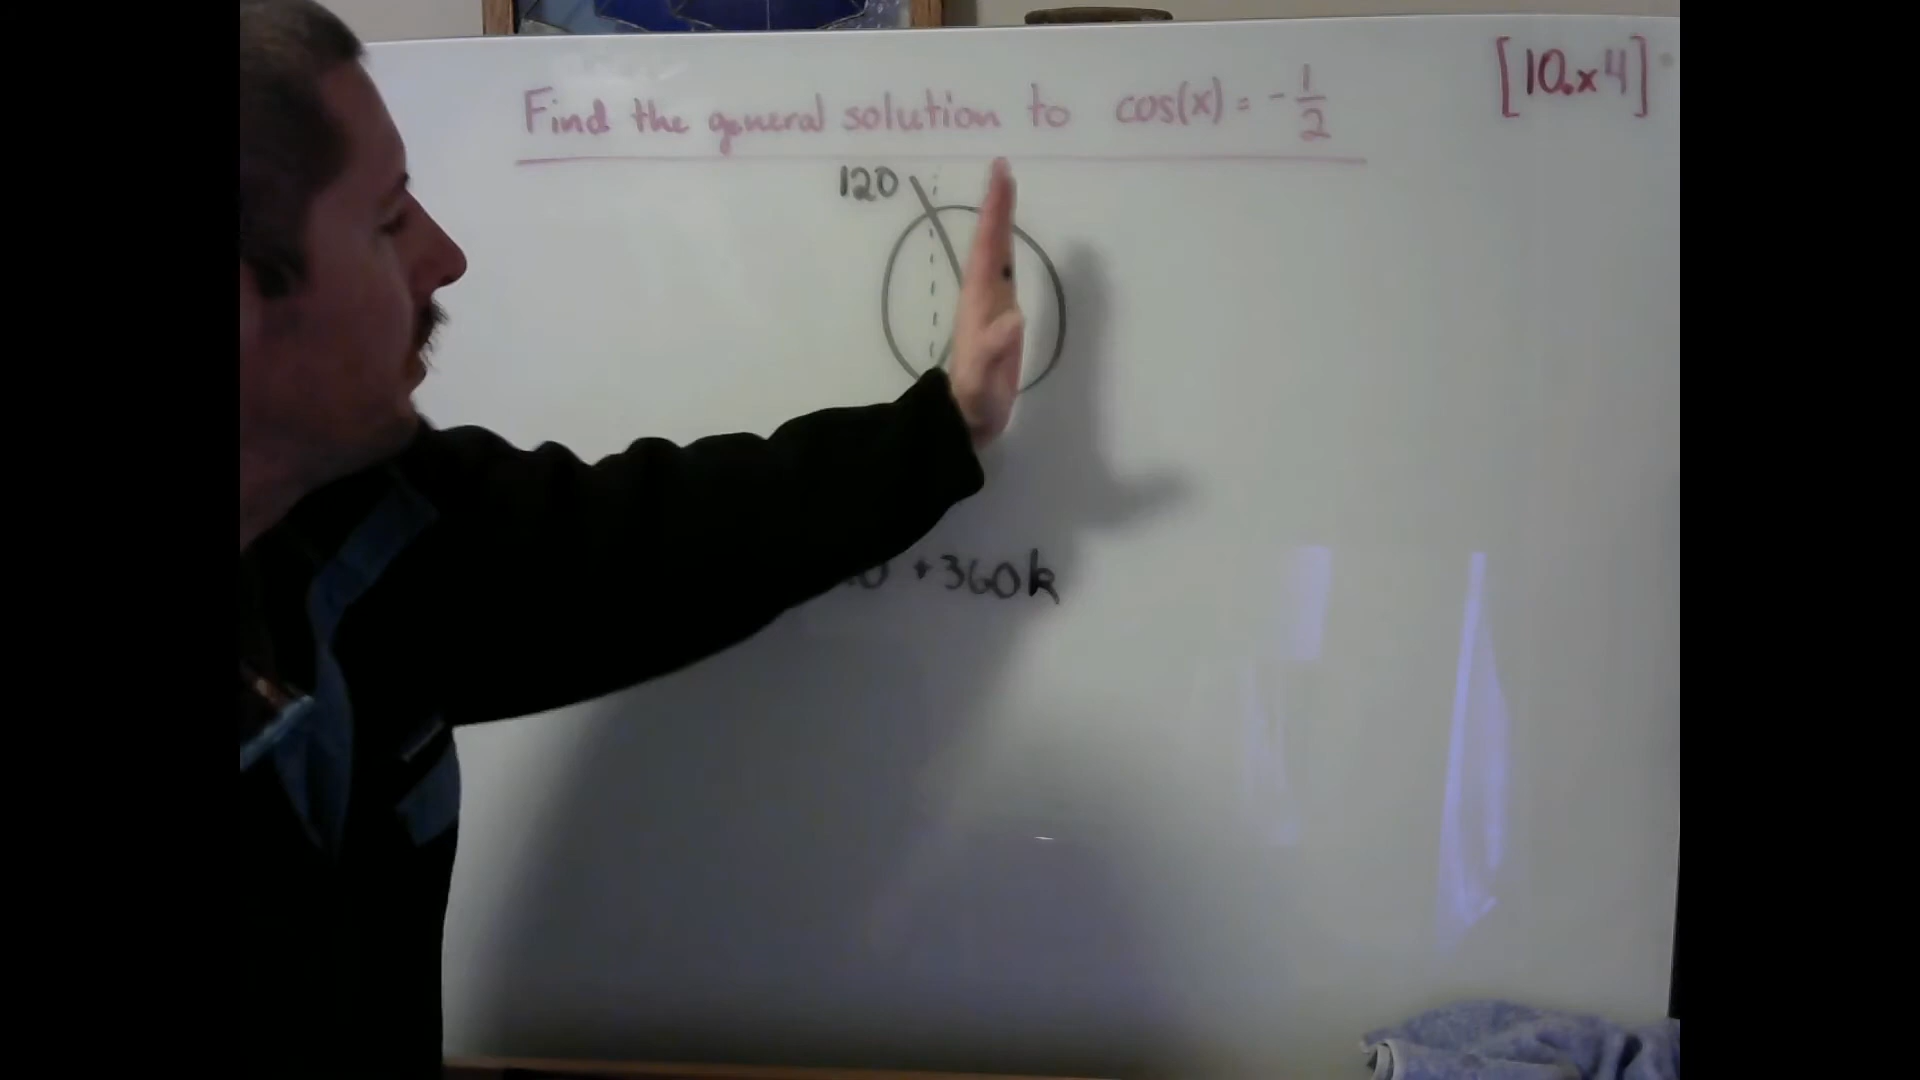 Find the general solution to cos(x) = -1/2
[10.x4]
120
+360k